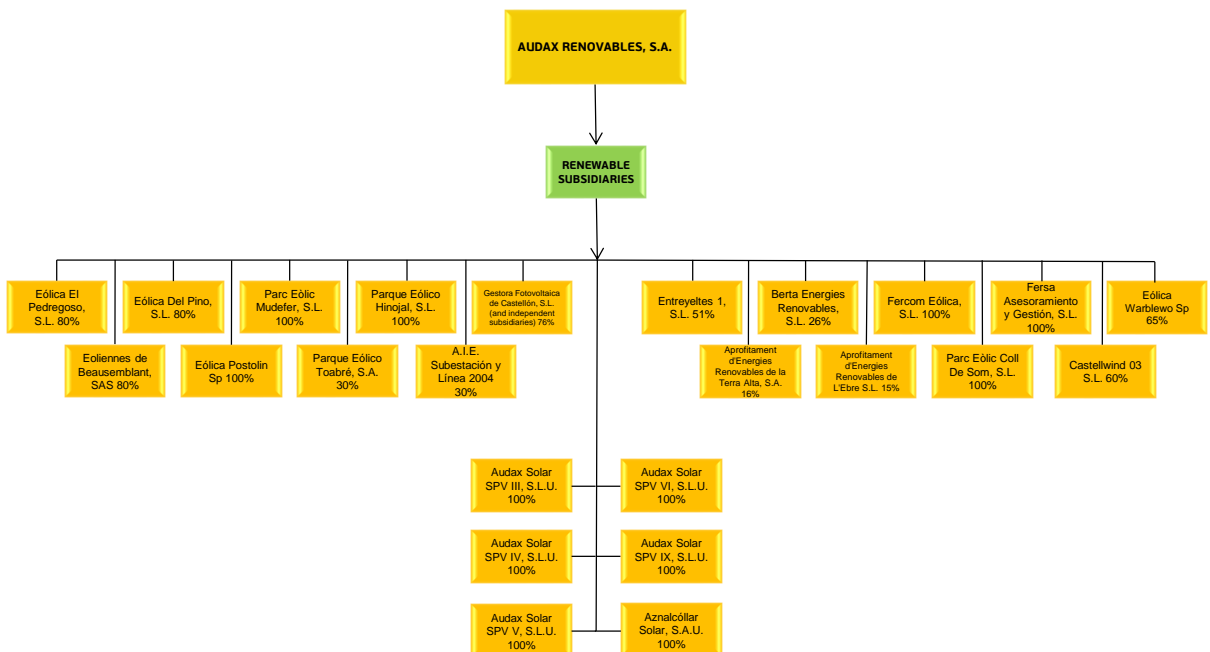 AUDAX RENOVABLES, S.A.
RENEWABLE
SUBSIDIARIES
Eólica El
Pedregoso,
S.L. 80%
Eólica Del Pino,
S.L. 80%
Parc Eòlic
Mudefer, S.L.
100%
Parque Eólico
Hinojal, S.L.
100%
Gestora Fotovoltaica
de Castellón, S.L.
(and independent
subsidiaries) 76%
Entreyeltes 1,
S.L. 51%
Berta Energies
Renovables,
S.L. 26%
Fercom Eólica,
S.L. 100%
Fersa
Asesoramiento
y Gestión, S.L.
100%
Eólica
Warblewo Sp
65%
Eoliennes de
Beausemblant,
SAS 80%
Eólica Postolin
Sp 100%
Parque Eólico
Toabré, S.A.
30%
A.I.E.
Subestación y
Línea 2004
30%
Aprofitament
d'Energies
Renovables de la
Terra Alta, S.A.
16%
Aprofitament
d'Energies
Renovables de
L'Ebre S.L. 15%
Parc Eòlic Coll
De Som, S.L.
100%
Castellwind 03
S.L. 60%
Audax Solar
SPV III, S.L.U.
100%
Audax Solar
SPV VI, S.L.U.
100%
Audax Solar
SPV IV, S.L.U.
100%
Audax Solar
SPV IX, S.L.U.
100%
Audax Solar
SPV V, S.L.U.
100%
Aznalcóllar
Solar, S.A.U.
100%